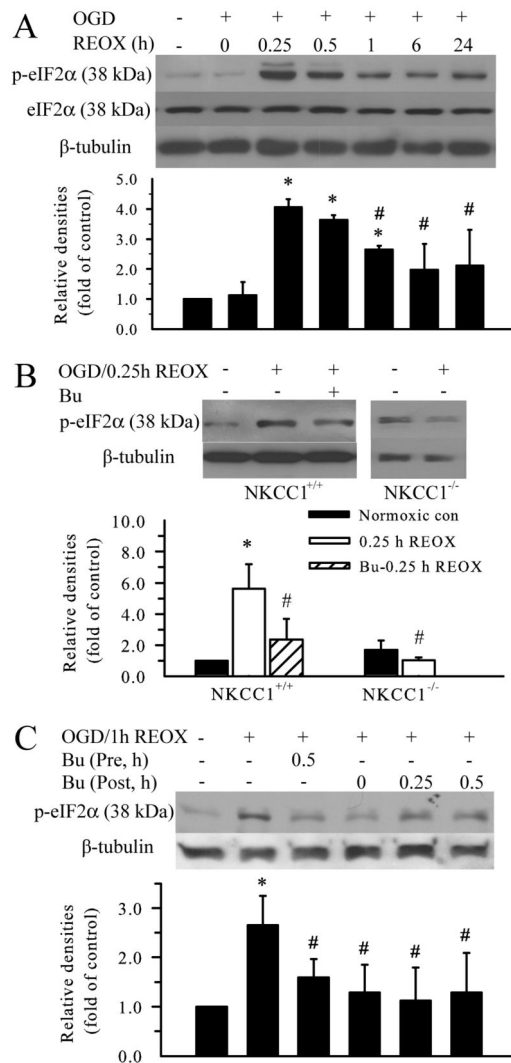 A
OGD - + + + + + +
REOX (h) - 0 0.25 0.5 1 6 24
p-eIF2α (38 kDa)
eIF2α (38 kDa)
β-tubulin
Relative densities
(fold of control)
5.0
4.0
3.0
2.0
1.0
0.0
* * # * # #
B
OGD/0.25h REOX - + + - +
Bu - - + - -
p-eIF2α (38 kDa)
β-tubulin
NKCC1+/+ NKCC1-/-
Relative densities
(fold of control)
10.0
8.0
6.0
4.0
2.0
0.0
Normoxic con
0.25 h REOX
Bu-0.25 h REOX
* # #
NKCC1+/+ NKCC1-/-
C
OGD/1h REOX - + + + + +
Bu (Pre, h) - - 0.5 - - -
Bu (Post, h) - - - 0 0.25 0.5
p-eIF2α (38 kDa)
β-tubulin
Relative densities
(fold of control)
3.0
2.0
1.0
0.0
* # # # #